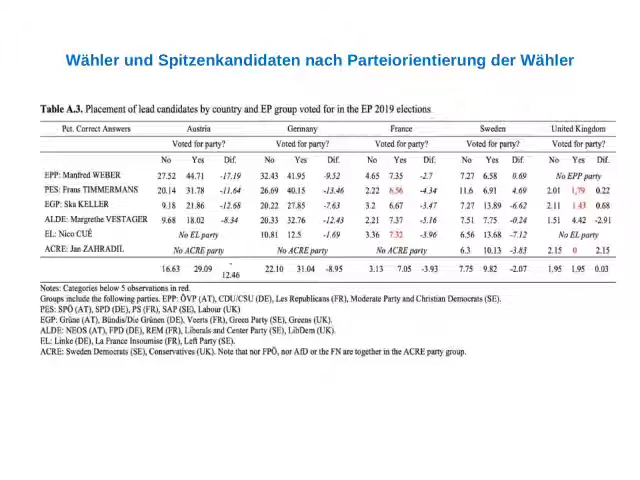 Wähler und Spitzenkandidaten nach Parteiorientierung der Wähler
Table A.3. Placement of lead candidates by country and EP group voted for in the EP 2019 elections
Pct. Correct Answers Austria Germany France Sweden United Kingdom
Voted for party? Voted for party? Voted for party? Voted for party? Voted for party?
No Yes Dif. No Yes Dif. No Yes Dif. No Yes Dif. No Yes Dif.
EPP: Manfred WEBER 27.52 44.71 -17.19 32.43 41.95 -9.52 4.65 7.35 -2.7 7.27 6.58 0.69 No EPP party
PES: Frans TIMMERMANS 20.14 31.78 -11.64 26.69 40.15 -13.46 2.22 6.56 -4.34 11.6 6.91 4.69 2.01 1,79 0.22
EGP: Ska KELLER 9.18 21.86 -12.68 20.22 27.85 -7.63 3.2 6.67 -3.47 7.27 13.89 -6.62 2.11 1 43 0.68
ALDE: Margrethe VESTAGER 9.68 18.02 -8.34 20.33 32.76 -12.43 2.21 7.37 -5.16 7.51 7.75 -0.24 1.51 4.42 -2.91
EL: Nico CUÉ No EL party 10.81 12.5 -1.69 3.36 7.32 -3.96 6.56 13.68 -7.12 No EL party
ACRE: Jan ZAHRADIL No ACRE party No ACRE party No ACRE party 6.3 10.13 -3.83 2.15 0 2.15
16.63 29.09 -12.46 22.10 31.04 -8.95 3.13 7.05 -3.93 7.75 9.82 -2.07 1.95 1.95 0.03
Notes: Categories below 5 observations in red.
Groups include the following parties. EPP: ÖVP (AT), CDU/CSU (DE), Les Republicans (FR), Moderate Party and Christian Democrats (SE).
PES: SPÖ (AT), SPD (DE), PS (FR), SAP (SE), Labour (UK)
EGP: Grüne (AT), Bündis/Die Grünen (DE), Veerts (FR), Green Party (SE), Greens (UK).
ALDE: NEOS (AT), FPD (DE), REM (FR), Liberals and Center Party (SE), LibDem (UK).
EL: Linke (DE), La France Insoumise (FR), Left Party (SE).
ACRE: Sweden Democrats (SE), Conservatives (UK). Note that nor FPÖ, nor AfD or the FN are together in the ACRE party group.